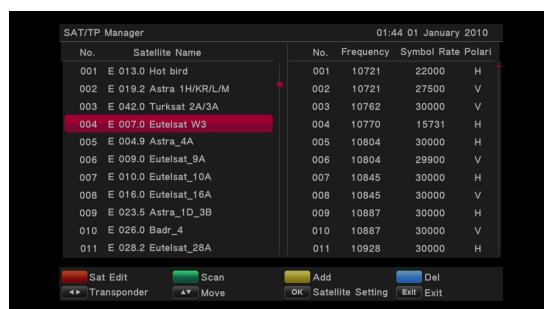 SAT/TP Manager 01:44 01 January 2010
No. Satellite Name No. Frequency Symbol Rate Polari
001 E 013.0 Hot bird 001 10721 22000 H
002 E 019.2 Astra 1H/KR/L/M 002 10721 27500 V
003 E 042.0 Turksat 2A/3A 003 10762 30000 V
004 E 007.0 Eutelsat W3 004 10770 15731 H
005 E 004.9 Astra_4A 005 10804 30000 H
006 E 009.0 Eutelsat_9A 006 10804 29900 V
007 E 010.0 Eutelsat_10A 007 10845 30000 H
008 E 016.0 Eutelsat_16A 008 10845 30000 V
009 E 023.5 Astra_1D_3B 009 10887 30000 H
010 E 026.0 Badr_4 010 10887 30000 V
011 E 028.2 Eutelsat_28A 011 10928 30000 H
Sat Edit Scan Add Del
Transponder Move OK Satellite Setting Exit Exit